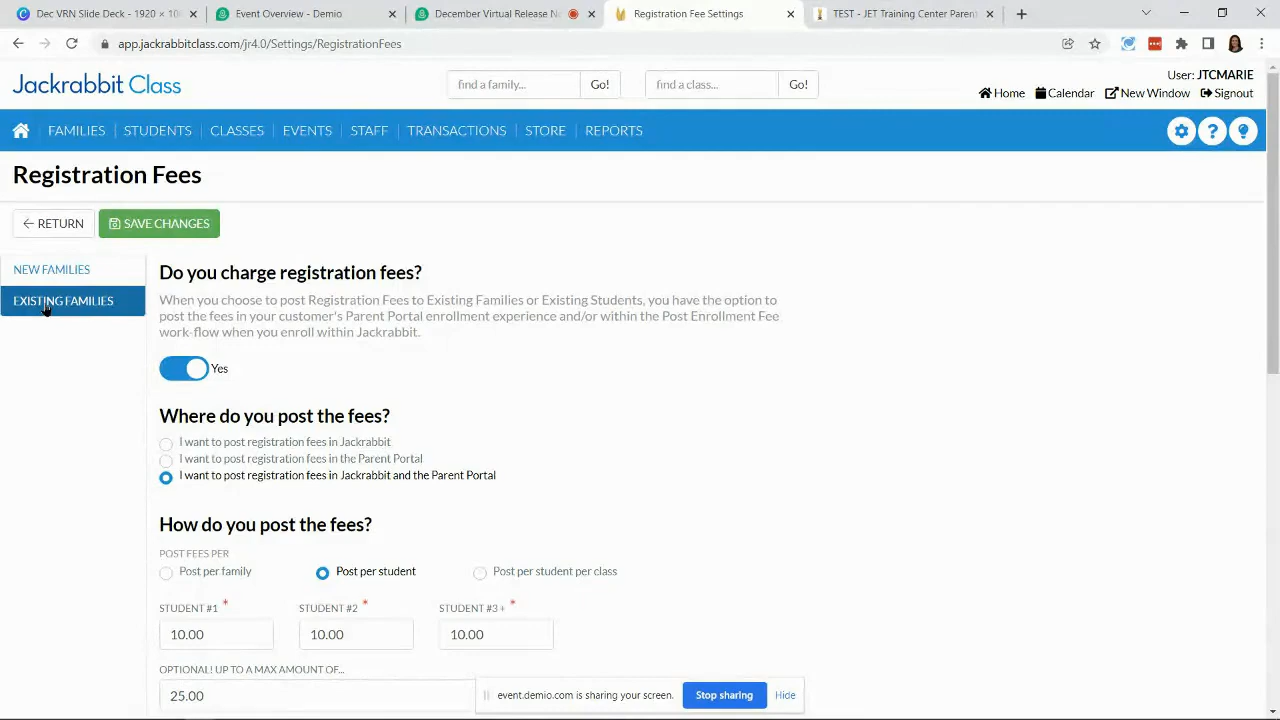 Dec VRN Slide Deck - 1920 × 10
Event Overview - Demio
December Virtual Release N
Registration Fee Settings
TEST - JET Training Center Parent
app.jackrabbitclass.com/jr4.0/Settings/RegistrationFees
Jackrabbit Class
find a family...
Go!
find a class...
Go!
User: JTCMARIE
Home
Calendar
New Window
Signout
FAMILIES
STUDENTS
CLASSES
EVENTS
STAFF
TRANSACTIONS
STORE
REPORTS
Registration Fees
RETURN
SAVE CHANGES
NEW FAMILIES
EXISTING FAMILIES
Do you charge registration fees?
When you choose to post Registration Fees to Existing Families or Existing Students, you have the option to
post the fees in your customer's Parent Portal enrollment experience and/or within the Post Enrollment Fee
work-flow when you enroll within Jackrabbit.
Yes
Where do you post the fees?
I want to post registration fees in Jackrabbit
I want to post registration fees in the Parent Portal
I want to post registration fees in Jackrabbit and the Parent Portal
How do you post the fees?
POST FEES PER
Post per family
Post per student
Post per student per class
STUDENT #1 *
STUDENT #2 *
STUDENT #3 + *
10.00
10.00
10.00
OPTIONAL! UP TO A MAX AMOUNT OF...
25.00
event.demio.com is sharing your screen.
Stop sharing
Hide